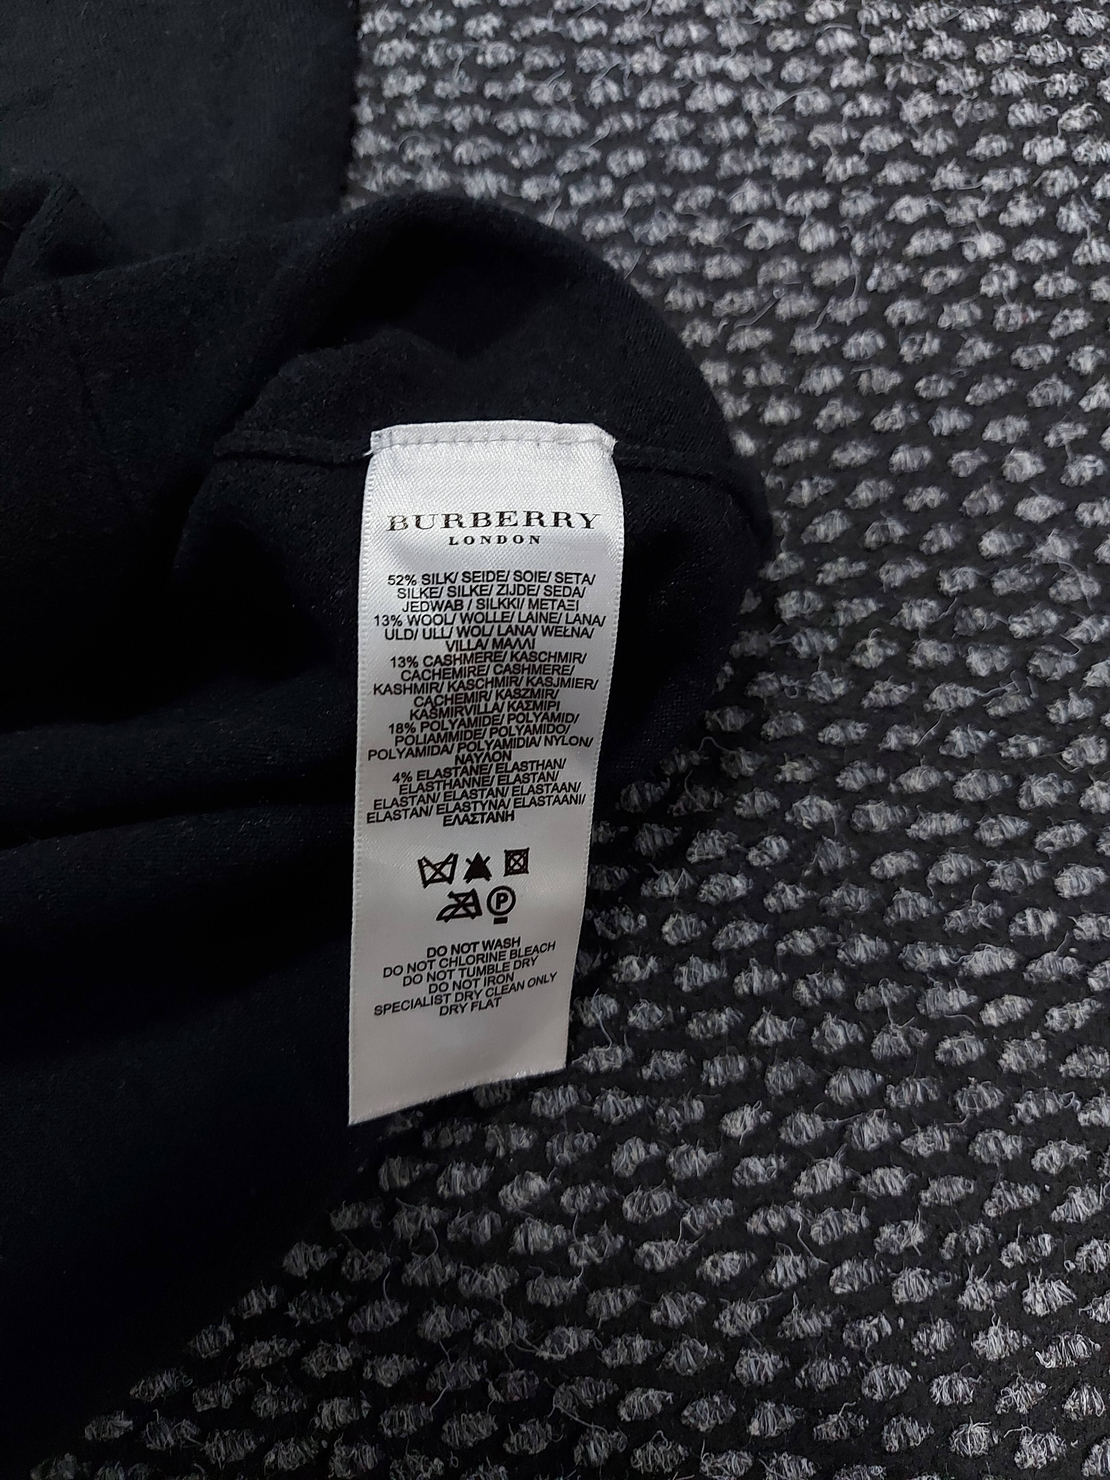 BURBERRY
LONDON
52% SILK/ SEIDE/ SOIE/ SETA/
SILKE/ SILKE/ ZIJDE/ SEDA/
JEDWAB / SILKKI/ ΜΕΤΑΞΙ
13% WOOL/ WOLLE/ LAINE/ LANA/
ULD/ ULL/ WOL/ LANA/ WEŁNA/
VILLA/ ΜΑΛΛΙ
13% CASHMERE/ KASCHMIR/
CACHEMIRE/ CASHMERE/
KASHMIR/ KASCHMIR/ KASJMIER/
CACHEMIR/ KASZMIR/
KASMIRVILLA/ ΚΑΣΜΙΡΙ
18% POLYAMIDE/ POLYAMID/
POLIAMMIDE/ POLYAMIDO/
POLYAMIDA/ POLYAMIDIA/ NYLON/
ΝΑΥΛΟΝ
4% ELASTANE/ ELASTHAN/
ELASTHANNE/ ELASTAN/
ELASTAN/ ELASTAN/ ELASTAAN/
ELASTAN/ ELASTYNA/ ELASTAANI/
ΕΛΑΣΤΑΝΗ
P
DO NOT WASH
DO NOT CHLORINE BLEACH
DO NOT TUMBLE DRY
DO NOT IRON
SPECIALIST DRY CLEAN ONLY
DRY FLAT